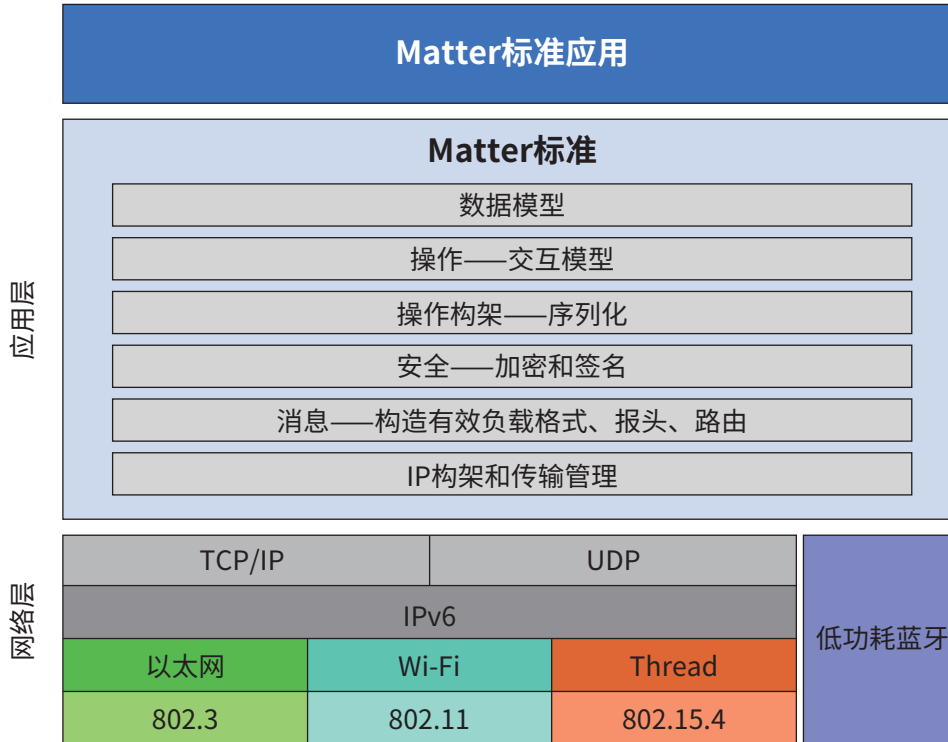 Matter标准应用
Matter标准
数据模型
操作——交互模型
操作构架——序列化
安全——加密和签名
消息——构造有效负载格式、报头、路由
IP构架和传输管理
应用层
TCP/IP
UDP
IPv6
以太网
Wi-Fi
Thread
802.3
802.11
802.15.4
低功耗蓝牙
网络层